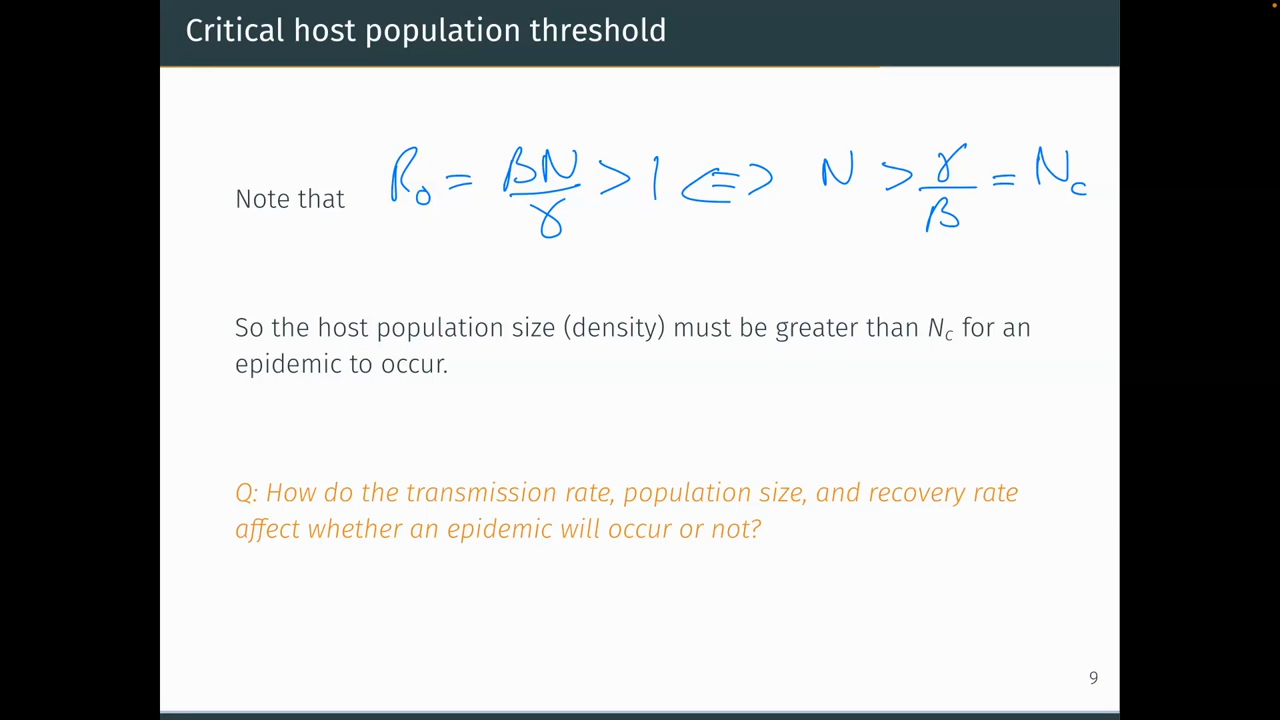 Critical host population threshold
Note that R₀ = βN/γ > 1 <=> N > γ/β = N_c
So the host population size (density) must be greater than N_c for an
epidemic to occur.
Q: How do the transmission rate, population size, and recovery rate
affect whether an epidemic will occur or not?
9